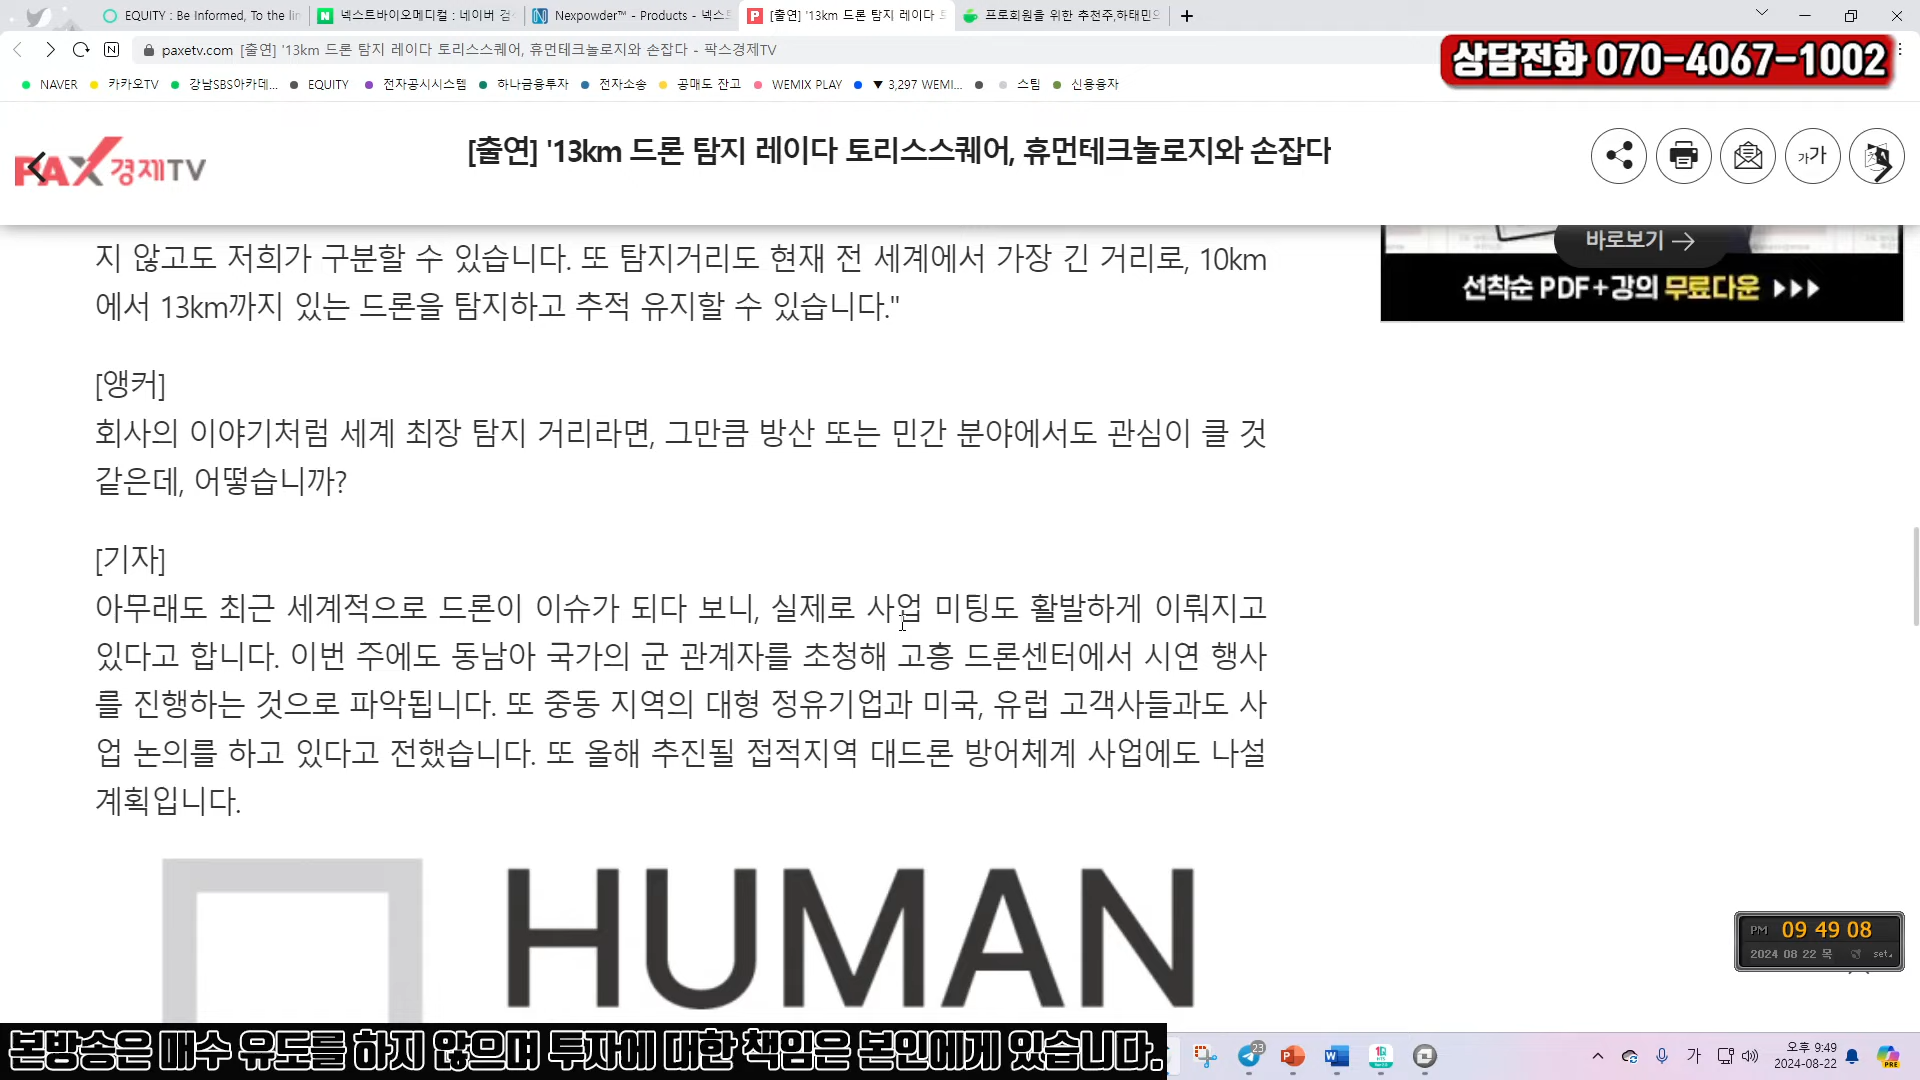 EQUITY : Be Informed, To the lin
넥스트바이오메디컬 : 네이버 검
Nexpowder™ - Products - 넥스
[출연] '13km 드론 탐지 레이다 토
프로회원을 위한 추천주,하태민으
paxetv.com [출연] '13km 드론 탐지 레이다 토리스스퀘어, 휴먼테크놀로지와 손잡다 - 팍스경제TV
상담전화 070-4067-1002
NAVER 카카오TV 강남SBS아카데... EQUITY 전자공시시스템 하나금융투자 전자소송 공매도 잔고 WEMIX PLAY ▼ 3,297 WEMI... 스팀 신용융자
PAX경제TV
[출연] '13km 드론 탐지 레이다 토리스스퀘어, 휴먼테크놀로지와 손잡다
가가
지 않고도 저희가 구분할 수 있습니다. 또 탐지거리도 현재 전 세계에서 가장 긴 거리로, 10km
에서 13km까지 있는 드론을 탐지하고 추적 유지할 수 있습니다."
바로보기 →
선착순 PDF+강의 무료다운 ▶▶▶
[앵커]
회사의 이야기처럼 세계 최장 탐지 거리라면, 그만큼 방산 또는 민간 분야에서도 관심이 클 것
같은데, 어떻습니까?
[기자]
아무래도 최근 세계적으로 드론이 이슈가 되다 보니, 실제로 사업 미팅도 활발하게 이뤄지고
있다고 합니다. 이번 주에도 동남아 국가의 군 관계자를 초청해 고흥 드론센터에서 시연 행사
를 진행하는 것으로 파악됩니다. 또 중동 지역의 대형 정유기업과 미국, 유럽 고객사들과도 사
업 논의를 하고 있다고 전했습니다. 또 올해 추진될 접적지역 대드론 방어체계 사업에도 나설
계획입니다.
HUMAN
PM 09 49 08
2024 08 22 목 set
본방송은 매수 유도를 하지 않으며 투자에 대한 책임은 본인에게 있습니다.
23
가
오후 9:49
2024-08-22
PRE